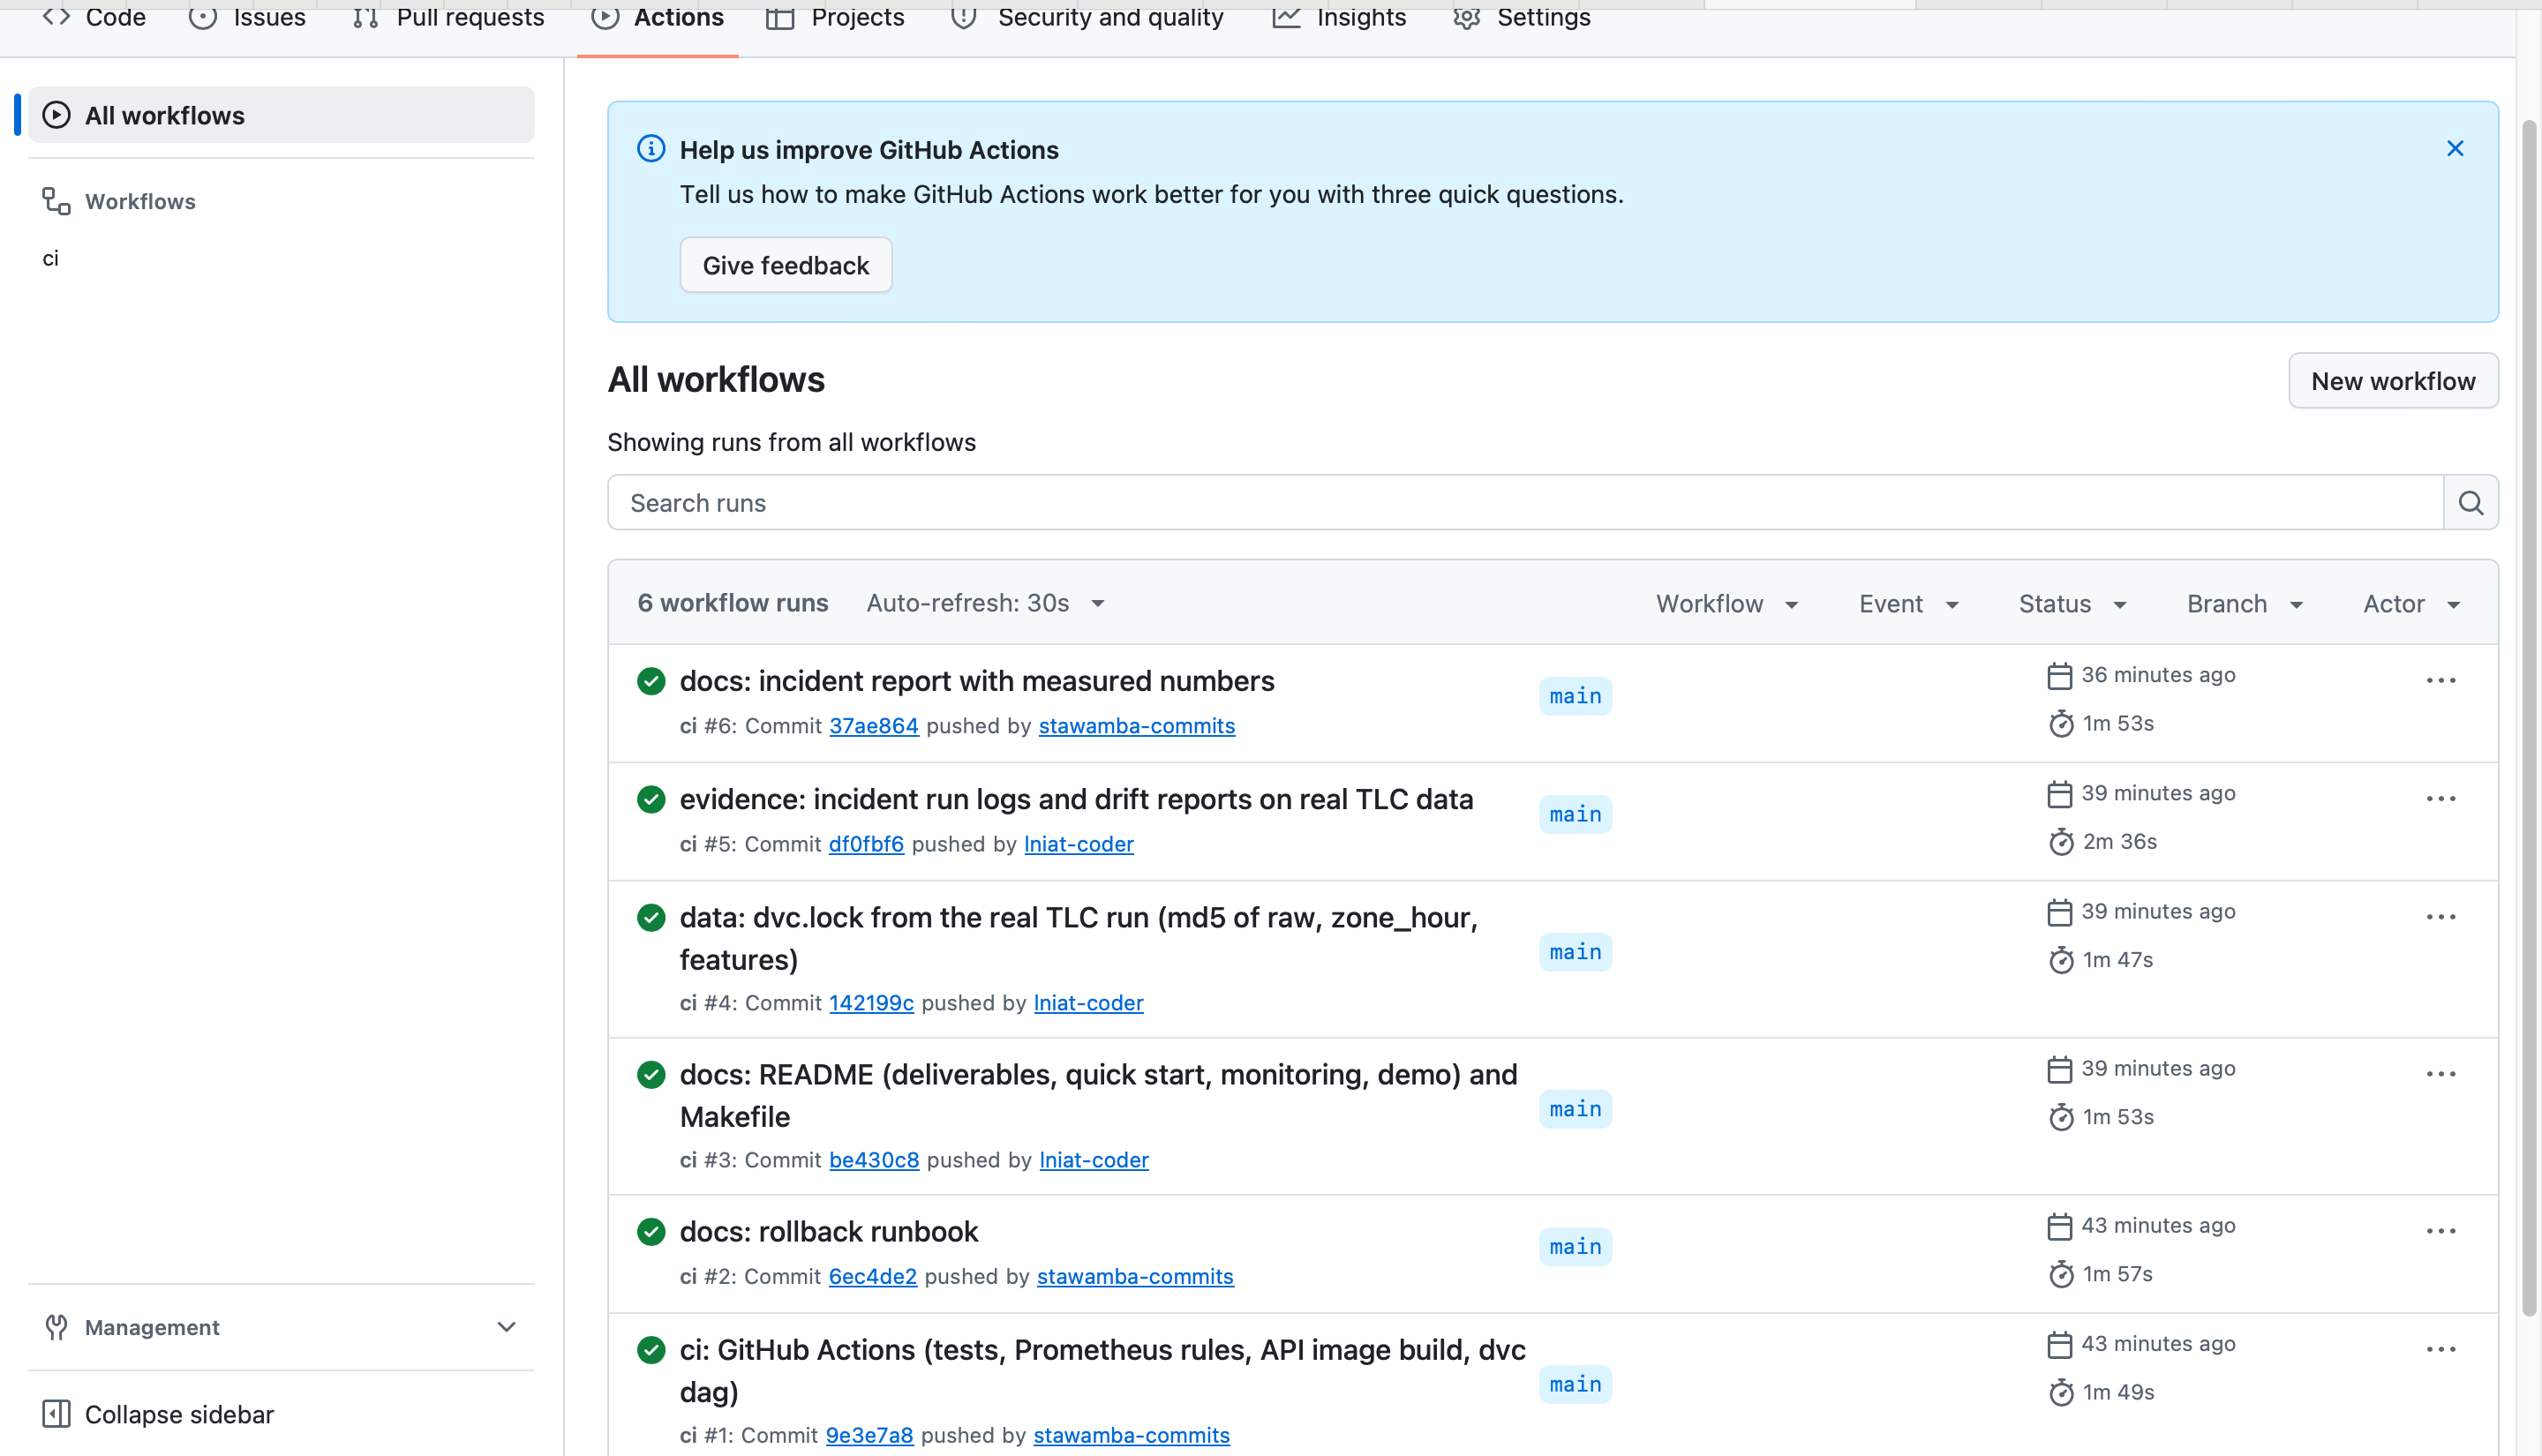 Code
Issues
Pull requests
Actions
Projects
Security and quality
Insights
Settings
All workflows
Workflows
ci
Management
Collapse sidebar
Help us improve GitHub Actions
Tell us how to make GitHub Actions work better for you with three quick questions.
Give feedback
All workflows
New workflow
Showing runs from all workflows
Search runs
6 workflow runs
Auto-refresh: 30s
Workflow
Event
Status
Branch
Actor
docs: incident report with measured numbers
ci #6: Commit 37ae864 pushed by stawamba-commits
main
36 minutes ago
1m 53s
evidence: incident run logs and drift reports on real TLC data
ci #5: Commit df0fbf6 pushed by lniat-coder
main
39 minutes ago
2m 36s
data: dvc.lock from the real TLC run (md5 of raw, zone_hour,
features)
ci #4: Commit 142199c pushed by lniat-coder
main
39 minutes ago
1m 47s
docs: README (deliverables, quick start, monitoring, demo) and
Makefile
ci #3: Commit be430c8 pushed by lniat-coder
main
39 minutes ago
1m 53s
docs: rollback runbook
ci #2: Commit 6ec4de2 pushed by stawamba-commits
main
43 minutes ago
1m 57s
ci: GitHub Actions (tests, Prometheus rules, API image build, dvc
dag)
ci #1: Commit 9e3e7a8 pushed by stawamba-commits
main
43 minutes ago
1m 49s